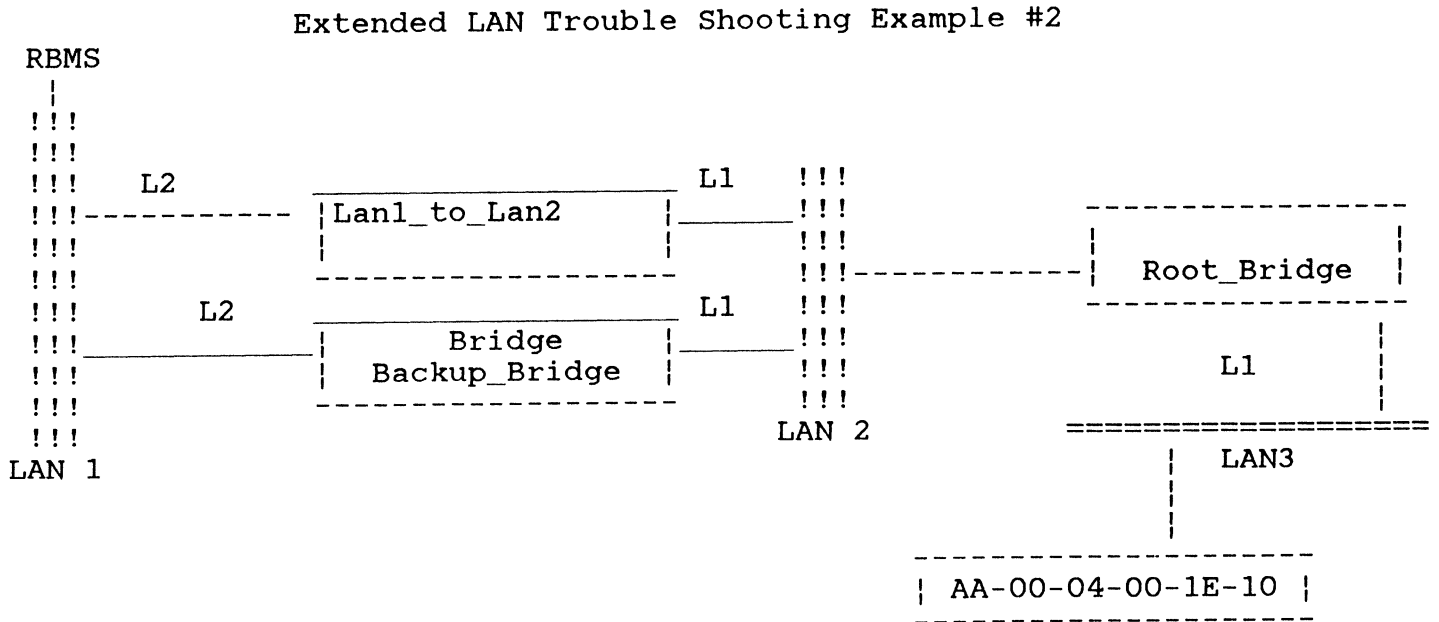 Extended LAN Trouble Shooting Example #2
RBMS
L2
L1
Lan1_to_Lan2
Root_Bridge
L2
L1
Bridge
Backup_Bridge
L1
LAN 2
LAN3
LAN 1
AA-00-04-00-1E-10